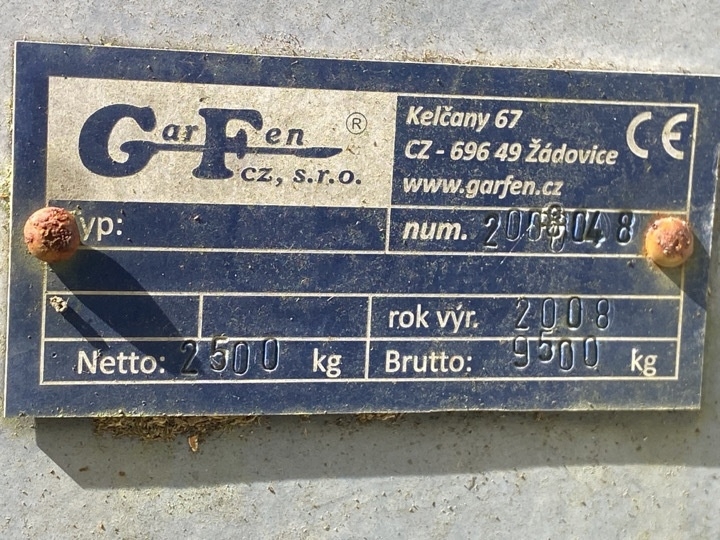 GarFen ®
cz, s.r.o.
Kelčany 67
CZ - 696 49 Žádovice
www.garfen.cz
CE
yp:
num.
rok výr. 2008
Netto: 2500 kg
Brutto: 9500 kg